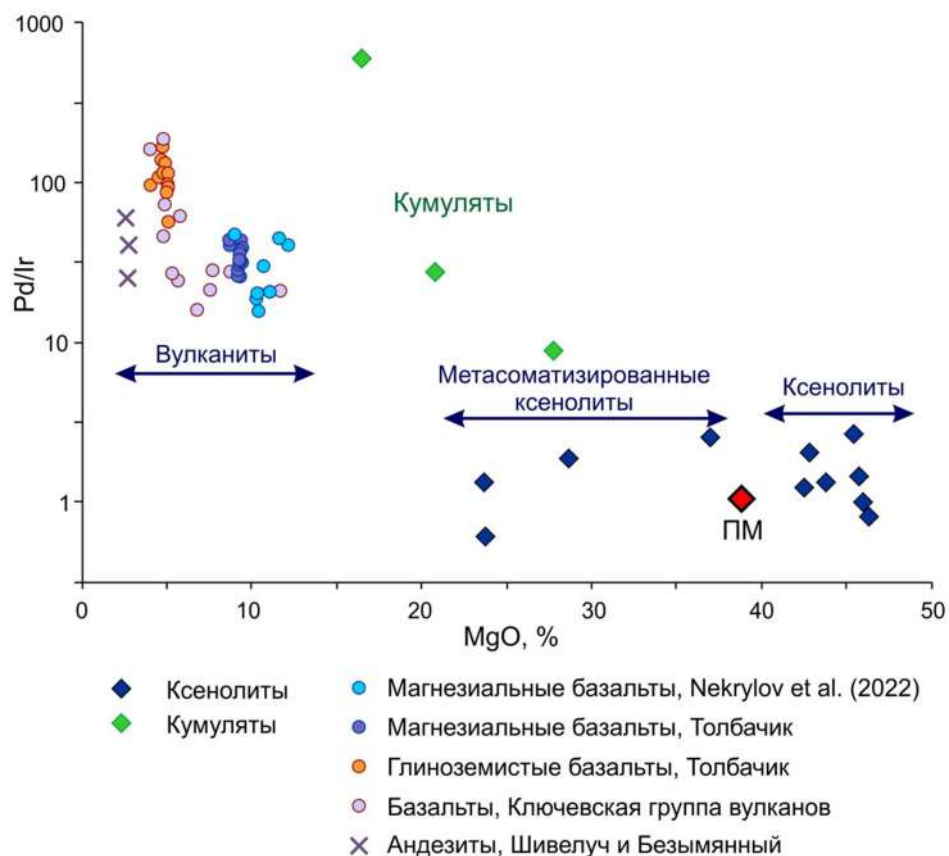 1000
100
10
1
Pd/Ir
Кумуляты
Вулканиты
Метасоматизированные
ксенолиты
Ксенолиты
ПМ
0 10 20 30 40 50
MgO, %
Ксенолиты
Кумуляты
Магнезиальные базальты, Nekrylov et al. (2022)
Магнезиальные базальты, Толбачик
Глиноземистые базальты, Толбачик
Базальты, Ключевская группа вулканов
Андезиты, Шивелуч и Безымянный